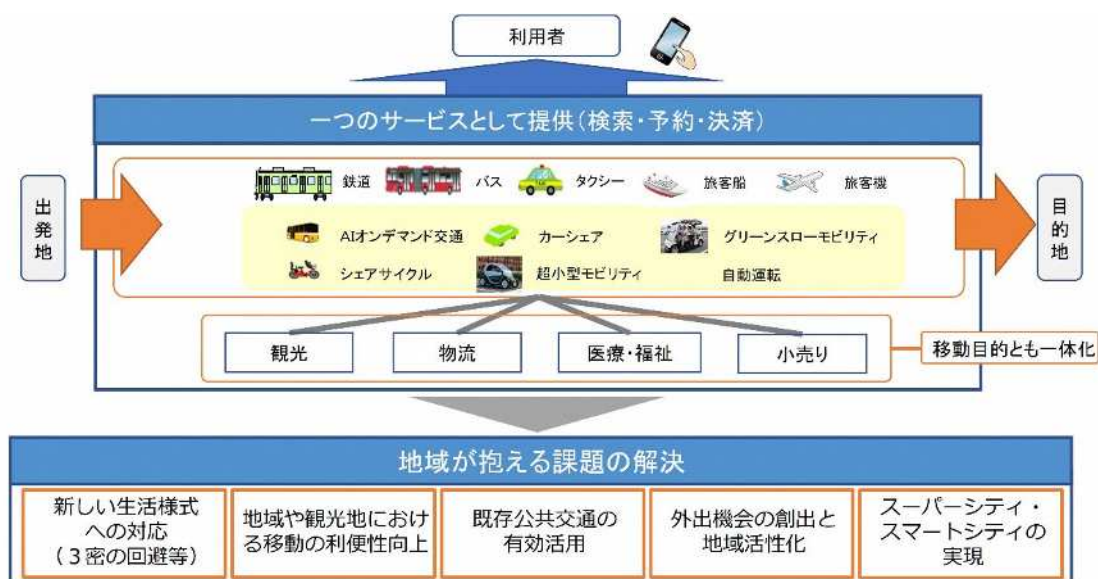 利用者
一つのサービスとして提供（検索・予約・決済）
出発地
鉄道
バス
タクシー
旅客船
旅客機
AIオンデマンド交通
カーシェア
グリーンスローモビリティ
シェアサイクル
超小型モビリティ
自動運転
目的地
観光
物流
医療・福祉
小売り
移動目的とも一体化
地域が抱える課題の解決
新しい生活様式
への対応
（３密の回避等）
地域や観光地におけ
る移動の利便性向上
既存公共交通の
有効活用
外出機会の創出と
地域活性化
スーパーシティ・
スマートシティの
実現